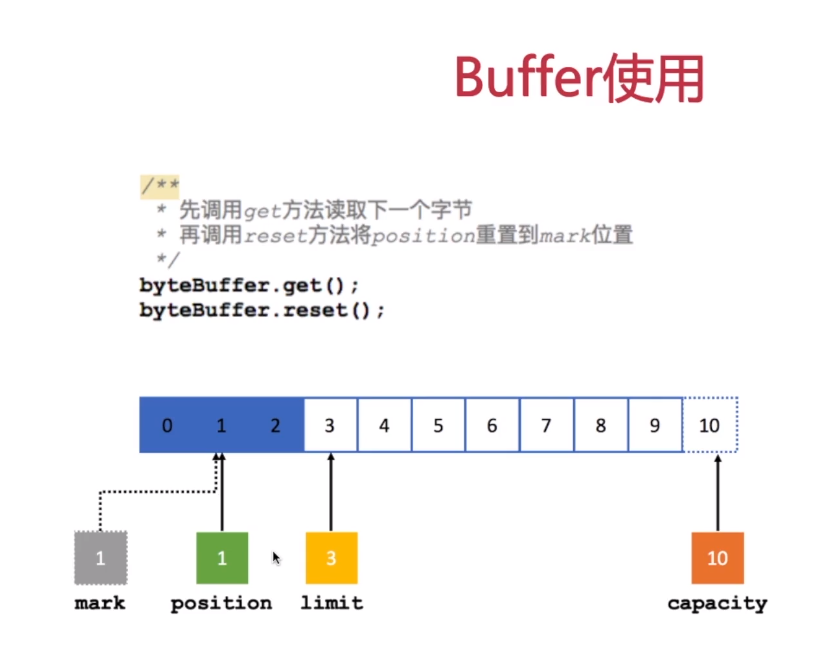 Buffer使用
/**
* 先调用get方法读取下一个字节
* 再调用reset方法将position重置到mark位置
*/
byteBuffer.get();
byteBuffer.reset();
0 1 2 3 4 5 6 7 8 9 10
1 1 3 10
mark position limit capacity